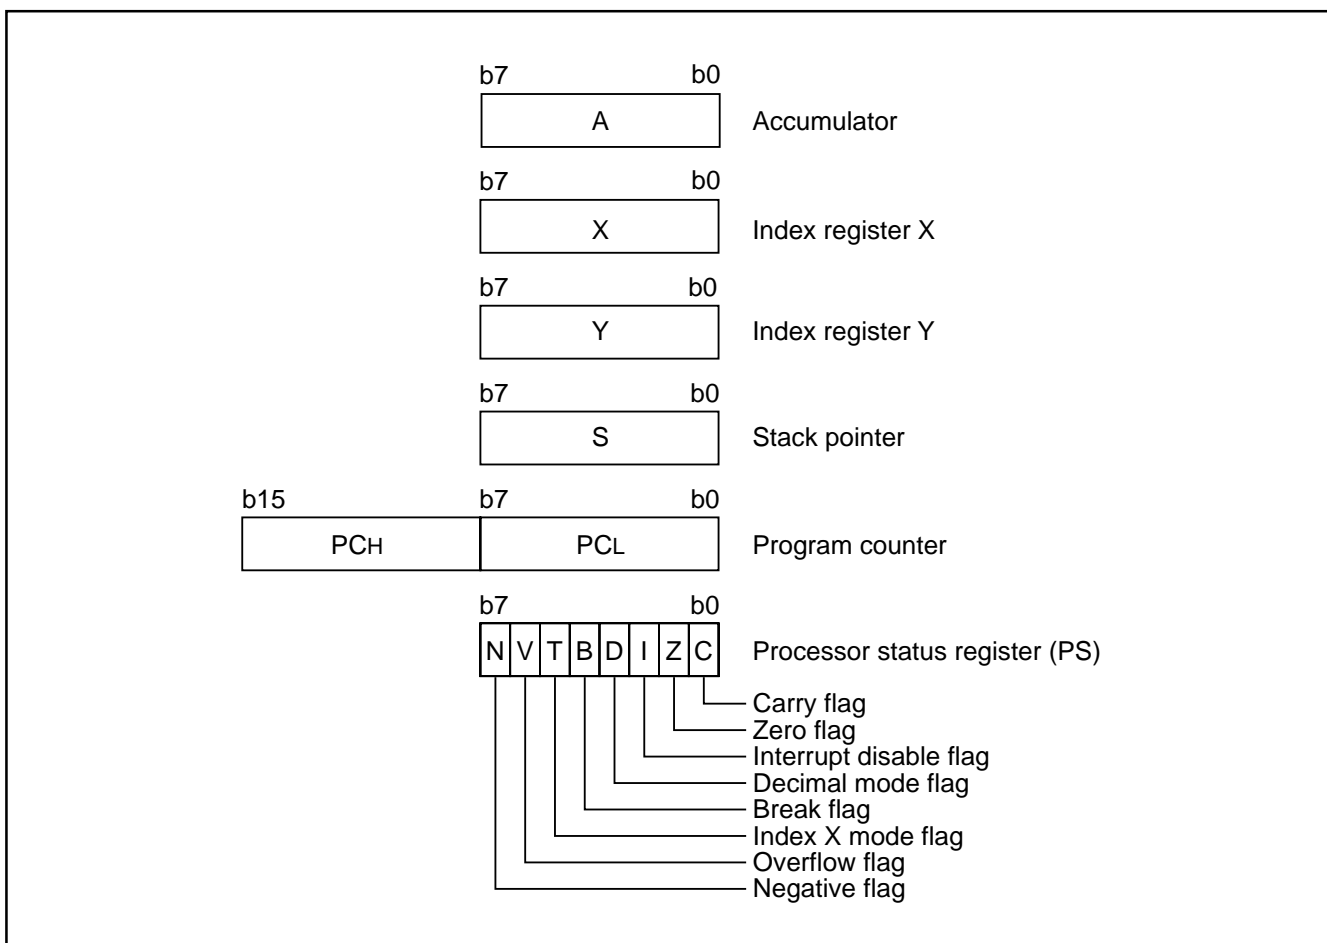 b7 b0
A Accumulator
b7 b0
X Index register X
b7 b0
Y Index register Y
b7 b0
S Stack pointer
b15 b7 b0
PCH PCL Program counter
b7 b0
N V T B D I Z C Processor status register (PS)
Carry flag
Zero flag
Interrupt disable flag
Decimal mode flag
Break flag
Index X mode flag
Overflow flag
Negative flag